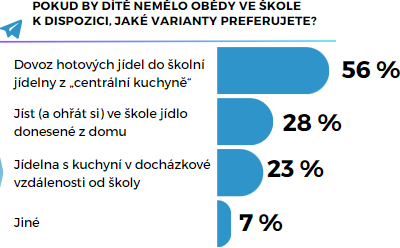 POKUD BY DÍTĚ NEMĚLO OBĚDY VE ŠKOLE
K DISPOZICI, JAKÉ VARIANTY PREFERUJETE?
Dovoz hotových jídel do školní
jídelny z „centrální kuchyně“
56 %
Jíst (a ohřát si) ve škole jídlo
donesené z domu
28 %
Jídelna s kuchyní v docházkové
vzdálenosti od školy
23 %
Jiné
7 %